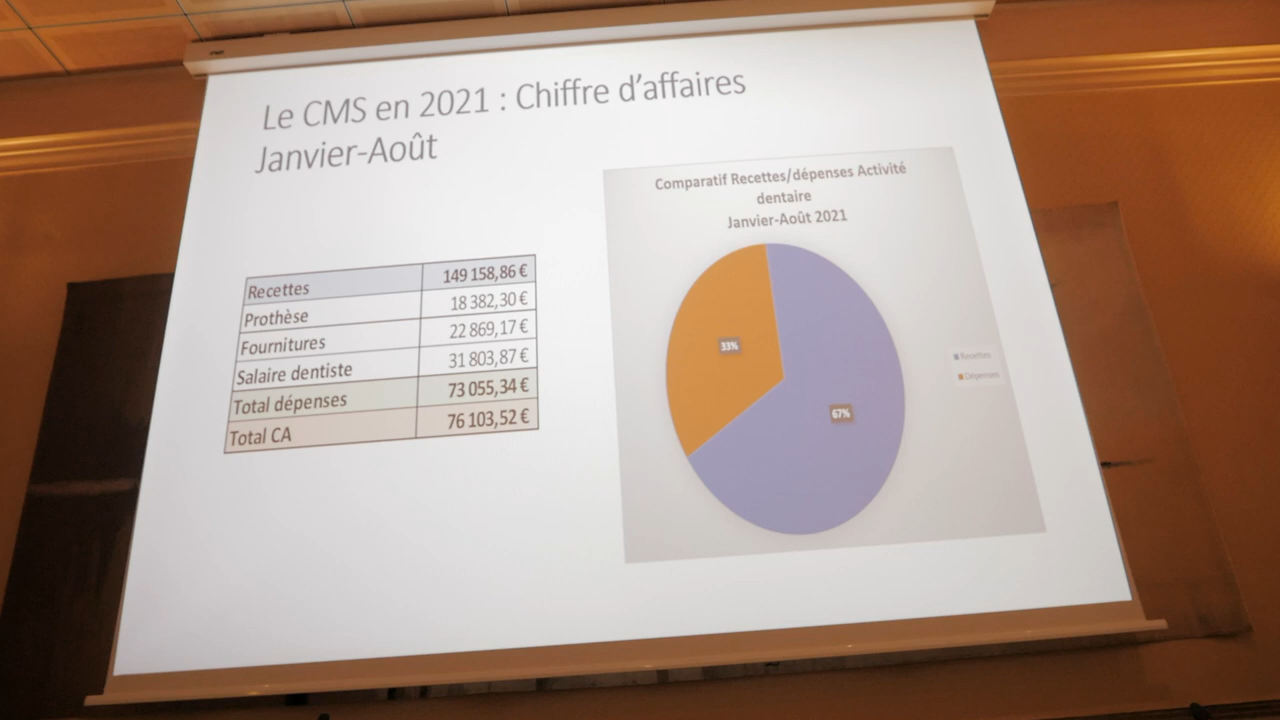 Le CMS en 2021 : Chiffre d'affaires
Janvier-Août
Recettes 149 158,86 €
Prothèse 18 382,30 €
Fournitures 22 869,17 €
Salaire dentiste 31 803,87 €
Total dépenses 73 055,34 €
Total CA 76 103,52 €
Comparatif Recettes/dépenses Activité
dentaire
Janvier-Août 2021
33%
67%
Recettes
Dépenses